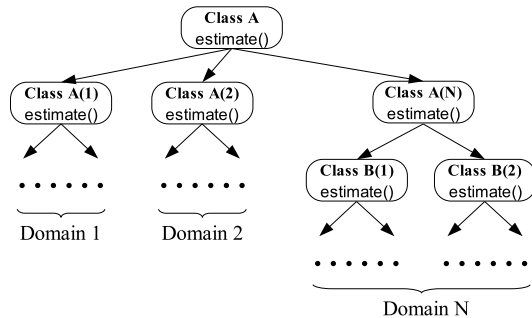 Class A
estimate()
Class A(1)
estimate()
Class A(2)
estimate()
Class A(N)
estimate()
Class B(1)
estimate()
Class B(2)
estimate()
Domain 1
Domain 2
Domain N